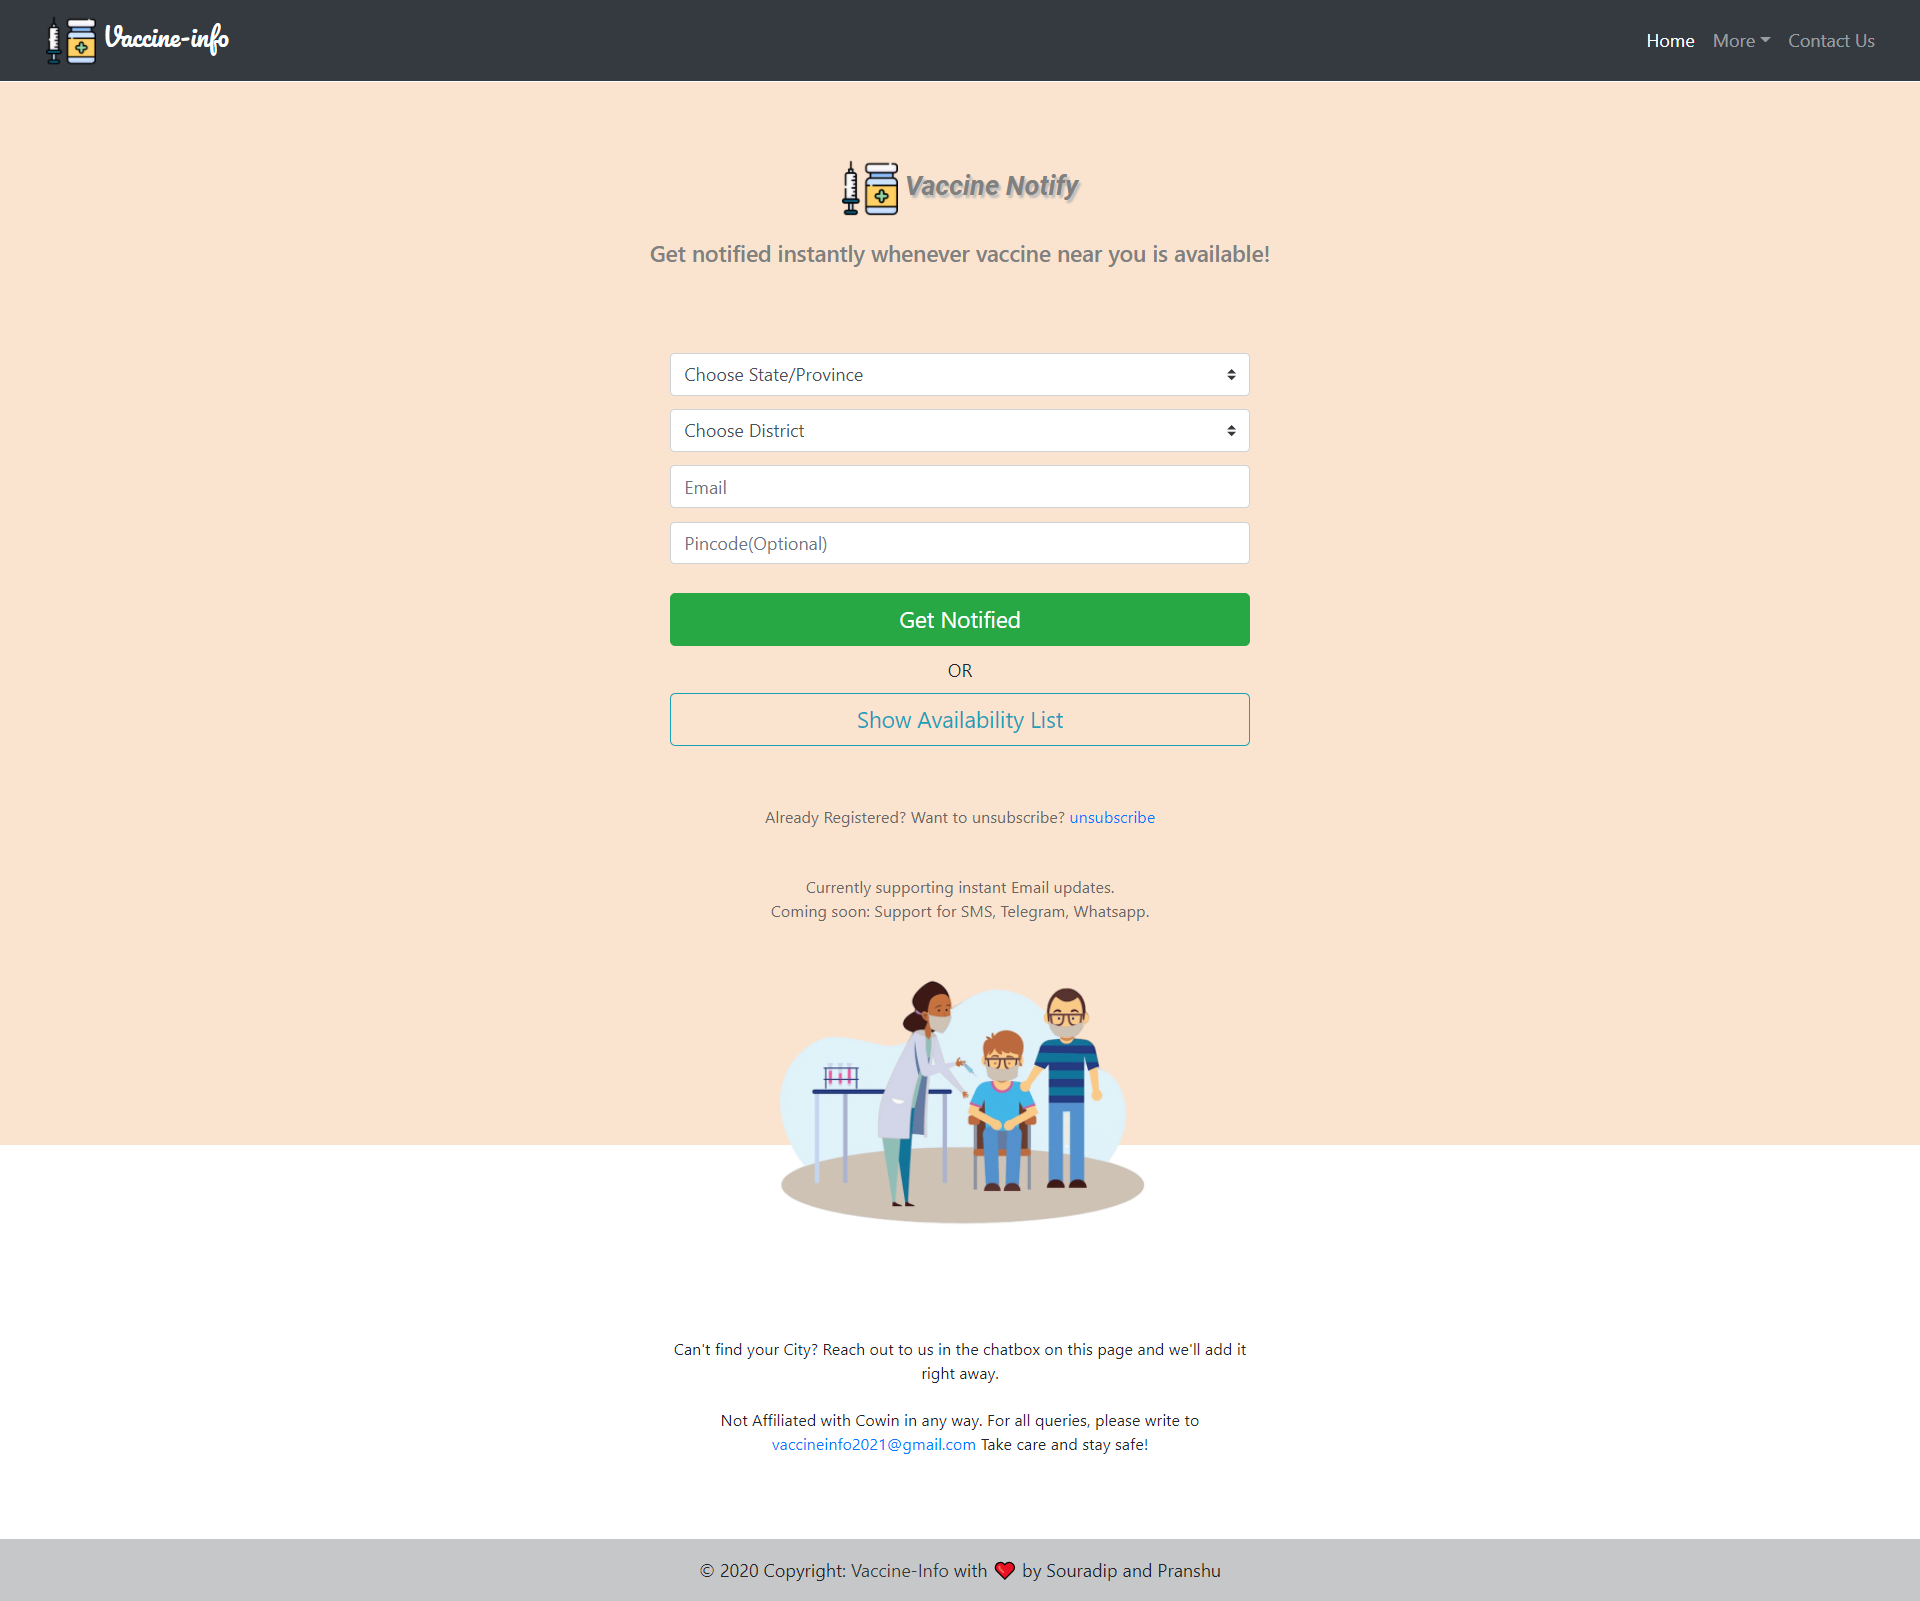 Vaccine-info
Home More Contact Us
Vaccine Notify
Get notified instantly whenever vaccine near you is available!
Choose State/Province
Choose District
Email
Pincode(Optional)
Get Notified
OR
Show Availability List
Already Registered? Want to unsubscribe? unsubscribe
Currently supporting instant Email updates.
Coming soon: Support for SMS, Telegram, Whatsapp.
Can't find your City? Reach out to us in the chatbox on this page and we'll add it
right away.
Not Affiliated with Cowin in any way. For all queries, please write to
vaccineinfo2021@gmail.com Take care and stay safe!
© 2020 Copyright: Vaccine-Info with ❤ by Souradip and Pranshu